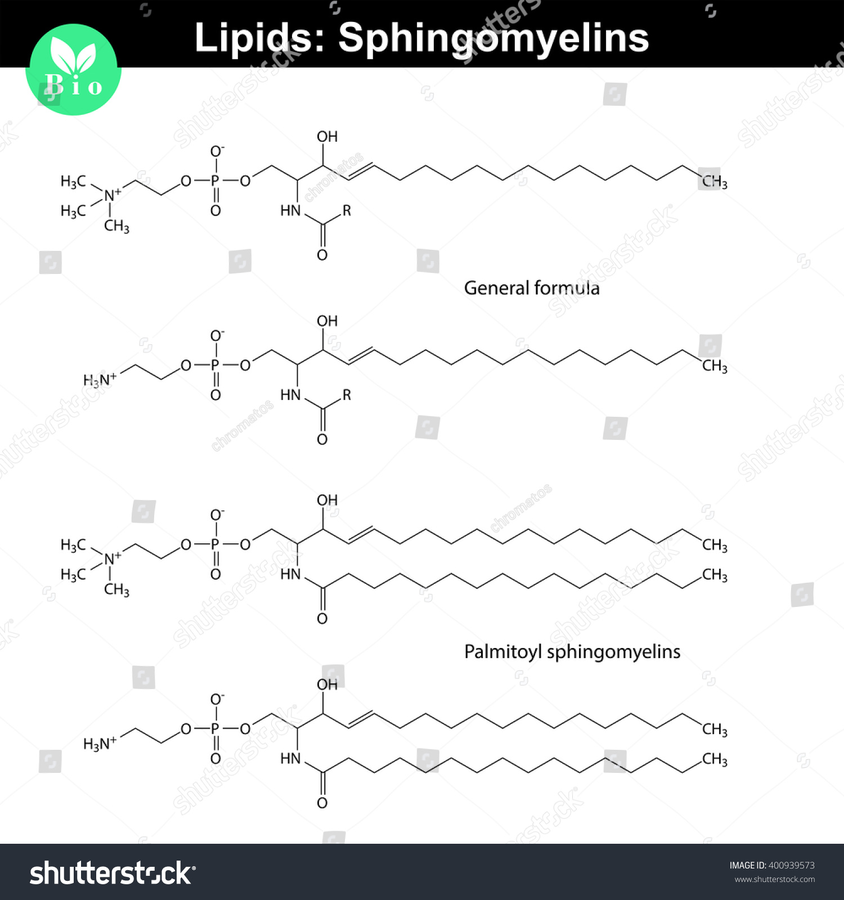 Lipids: Sphingomyelins
Bio
OH
O-
H3C
O P O
CH3
N+
H3C
HN
R
O
CH3
O
General formula
OH
O-
O P O
CH3
H3N+
O
HN
R
O
OH
O-
H3C
O P O
CH3
N+
H3C
O
HN
CH3
CH3
O
Palmitoyl sphingomyelins
OH
O-
O P O
CH3
H3N+
O
HN
CH3
O
shutterstock
chromatos
IMAGE ID: 400939573
www.shutterstock.com